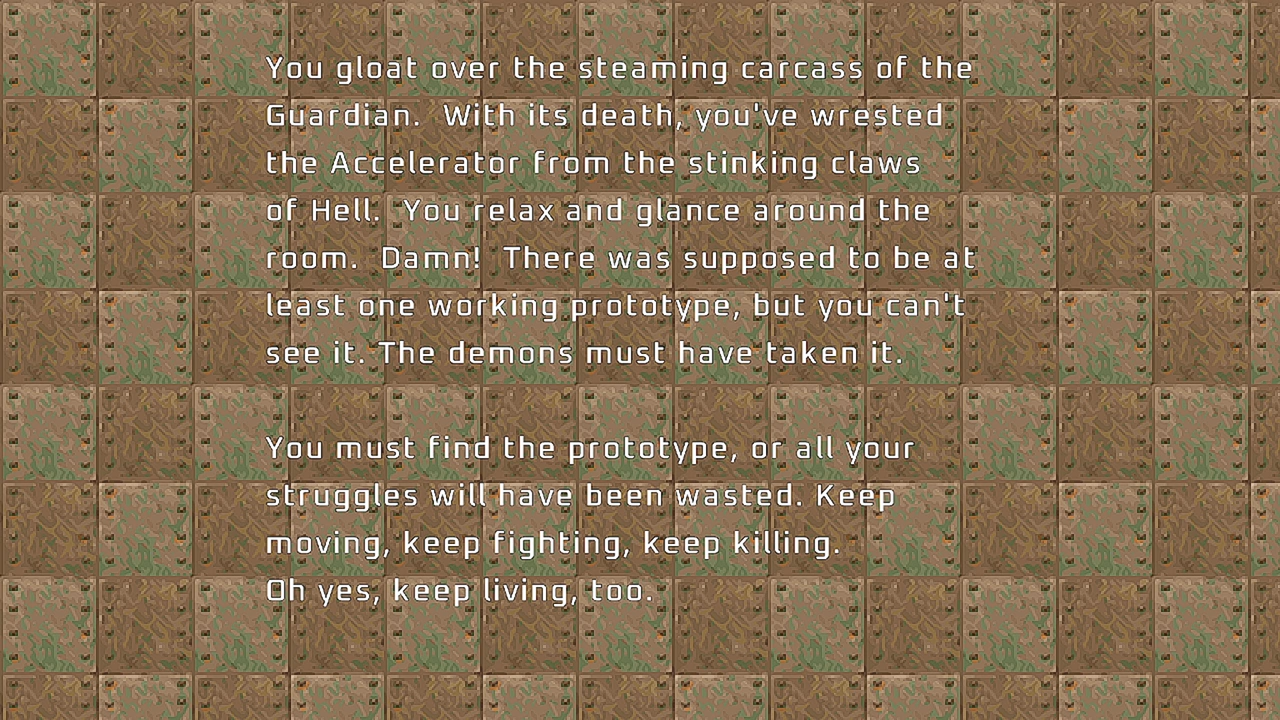 You gloat over the steaming carcass of the
Guardian.  With its death, you've wrested
the Accelerator from the stinking claws
of Hell.  You relax and glance around the
room.  Damn!  There was supposed to be at
least one working prototype, but you can't
see it. The demons must have taken it.
You must find the prototype, or all your
struggles will have been wasted. Keep
moving, keep fighting, keep killing.
Oh yes, keep living, too.